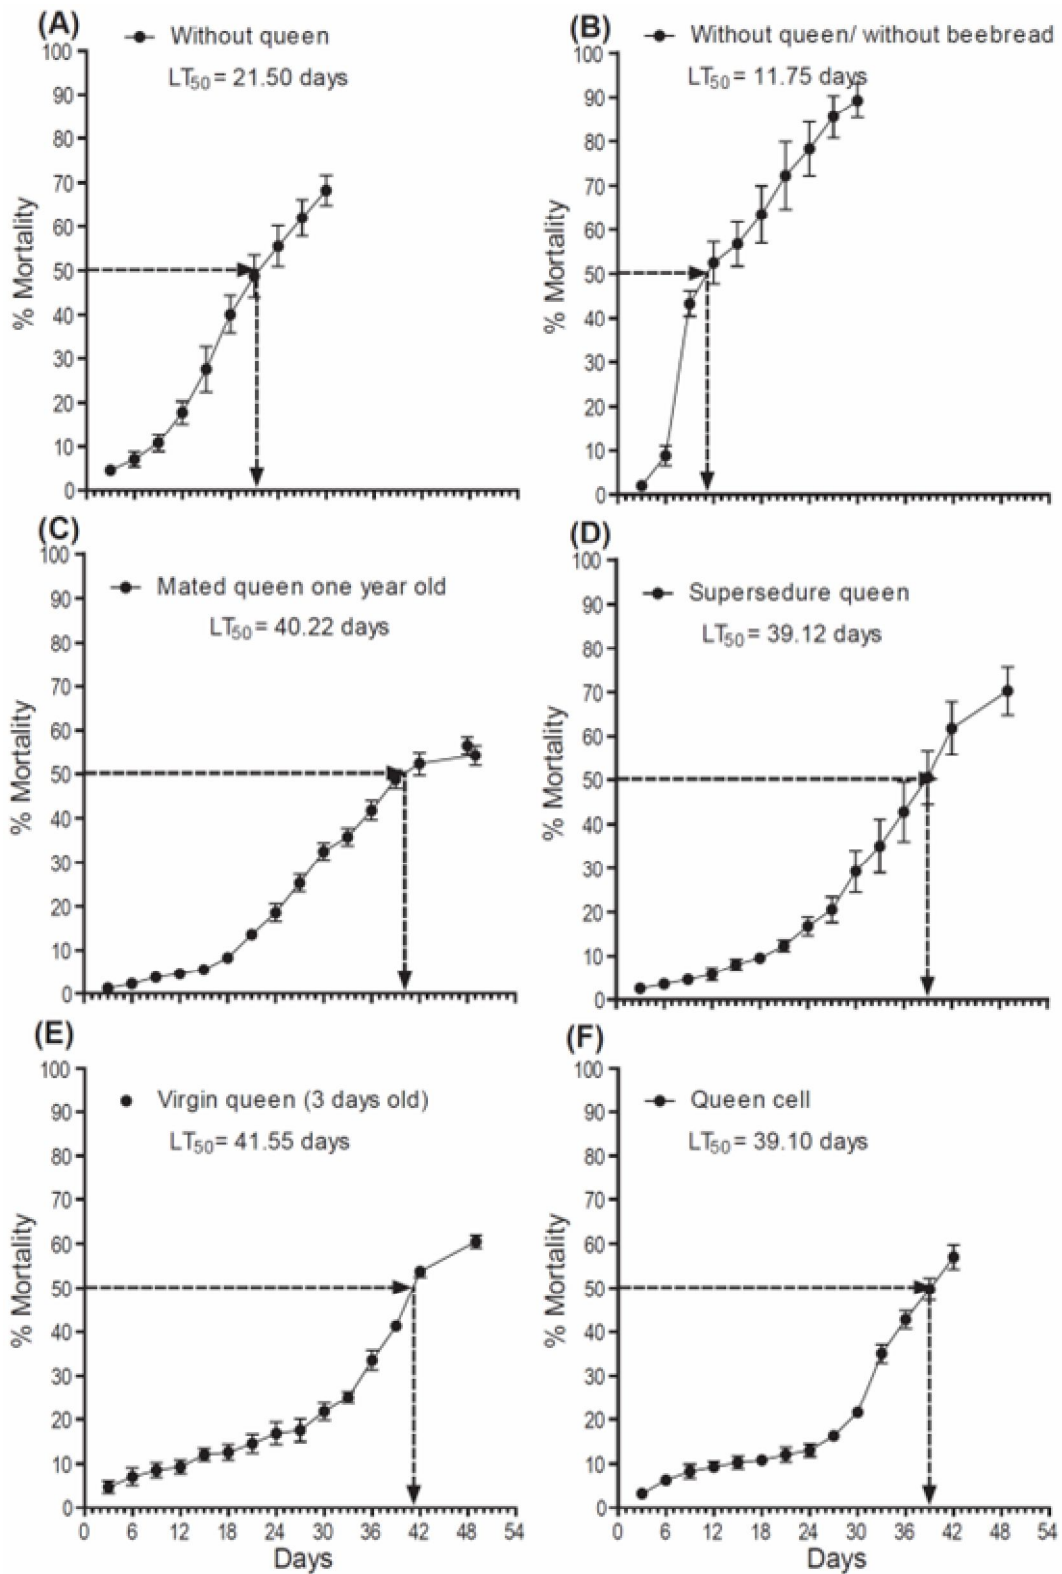 (A)
Without queen
LT50= 21.50 days
100
90
80
70
60
50
40
30
20
10
0
% Mortality
(B)
Without queen/ without beebread
LT50= 11.75 days
100
90
80
70
60
50
40
30
20
10
0
% Mortality
(C)
Mated queen one year old
LT50= 40.22 days
100
90
80
70
60
50
40
30
20
10
0
% Mortality
(D)
Supersedure queen
LT50= 39.12 days
100
90
80
70
60
50
40
30
20
10
0
% Mortality
(E)
Virgin queen (3 days old)
LT50= 41.55 days
100
90
80
70
60
50
40
30
20
10
0
% Mortality
0 6 12 18 24 30 36 42 48 54
Days
(F)
Queen cell
LT50= 39.10 days
100
90
80
70
60
50
40
30
20
10
0
% Mortality
0 6 12 18 24 30 36 42 48 54
Days